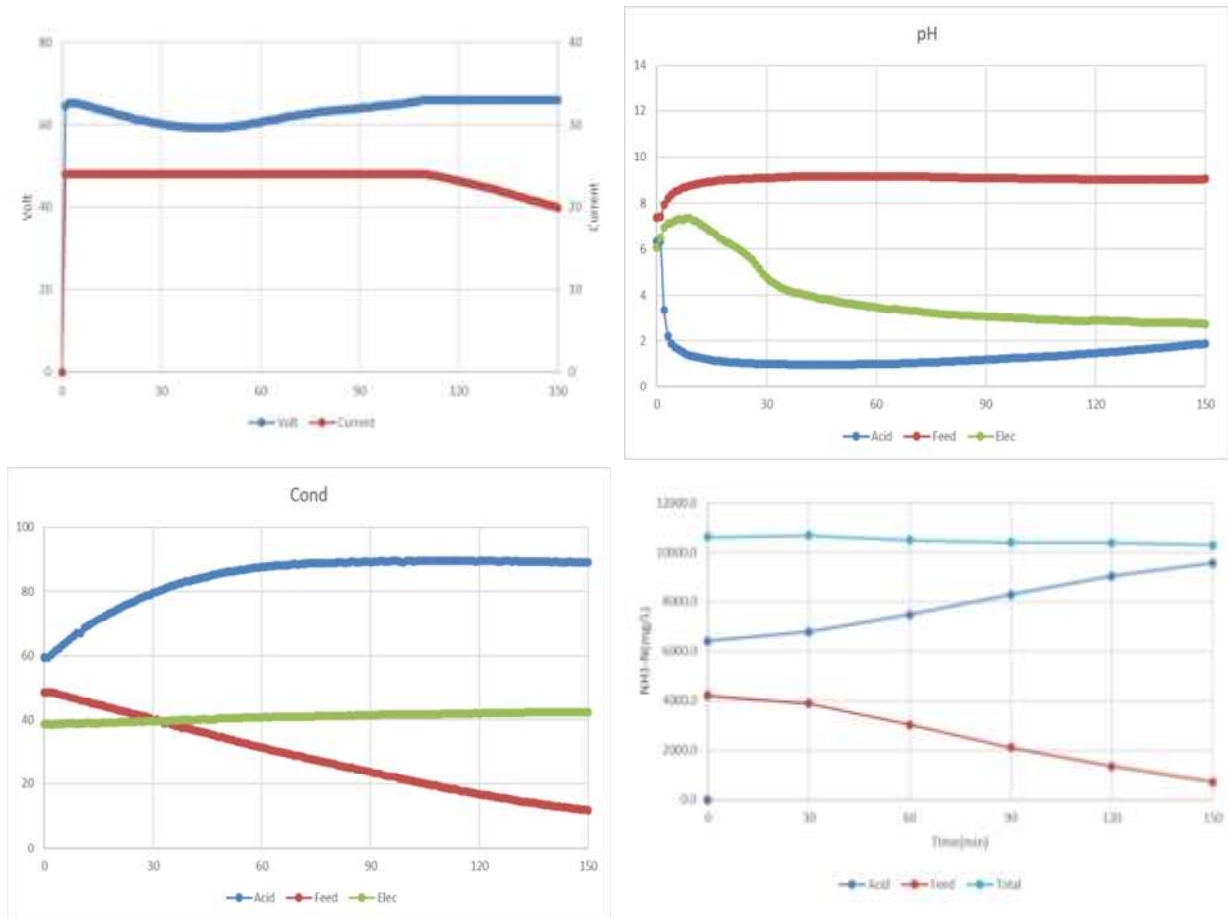 80
60
40
20
0
Volt
40
30
20
10
0
Current
0 30 60 90 120 150
Volt Current
pH
14
12
10
8
6
4
2
0
0 30 60 90 120 150
Acid Feed Elec
Cond
100
80
60
40
20
0
0 30 60 90 120 150
Acid Feed Elec
12000.0
10000.0
8000.0
6000.0
4000.0
2000.0
0.0
NH3-N(mg/L)
0 30 60 90 120 150
Time(min)
Acid Feed Total